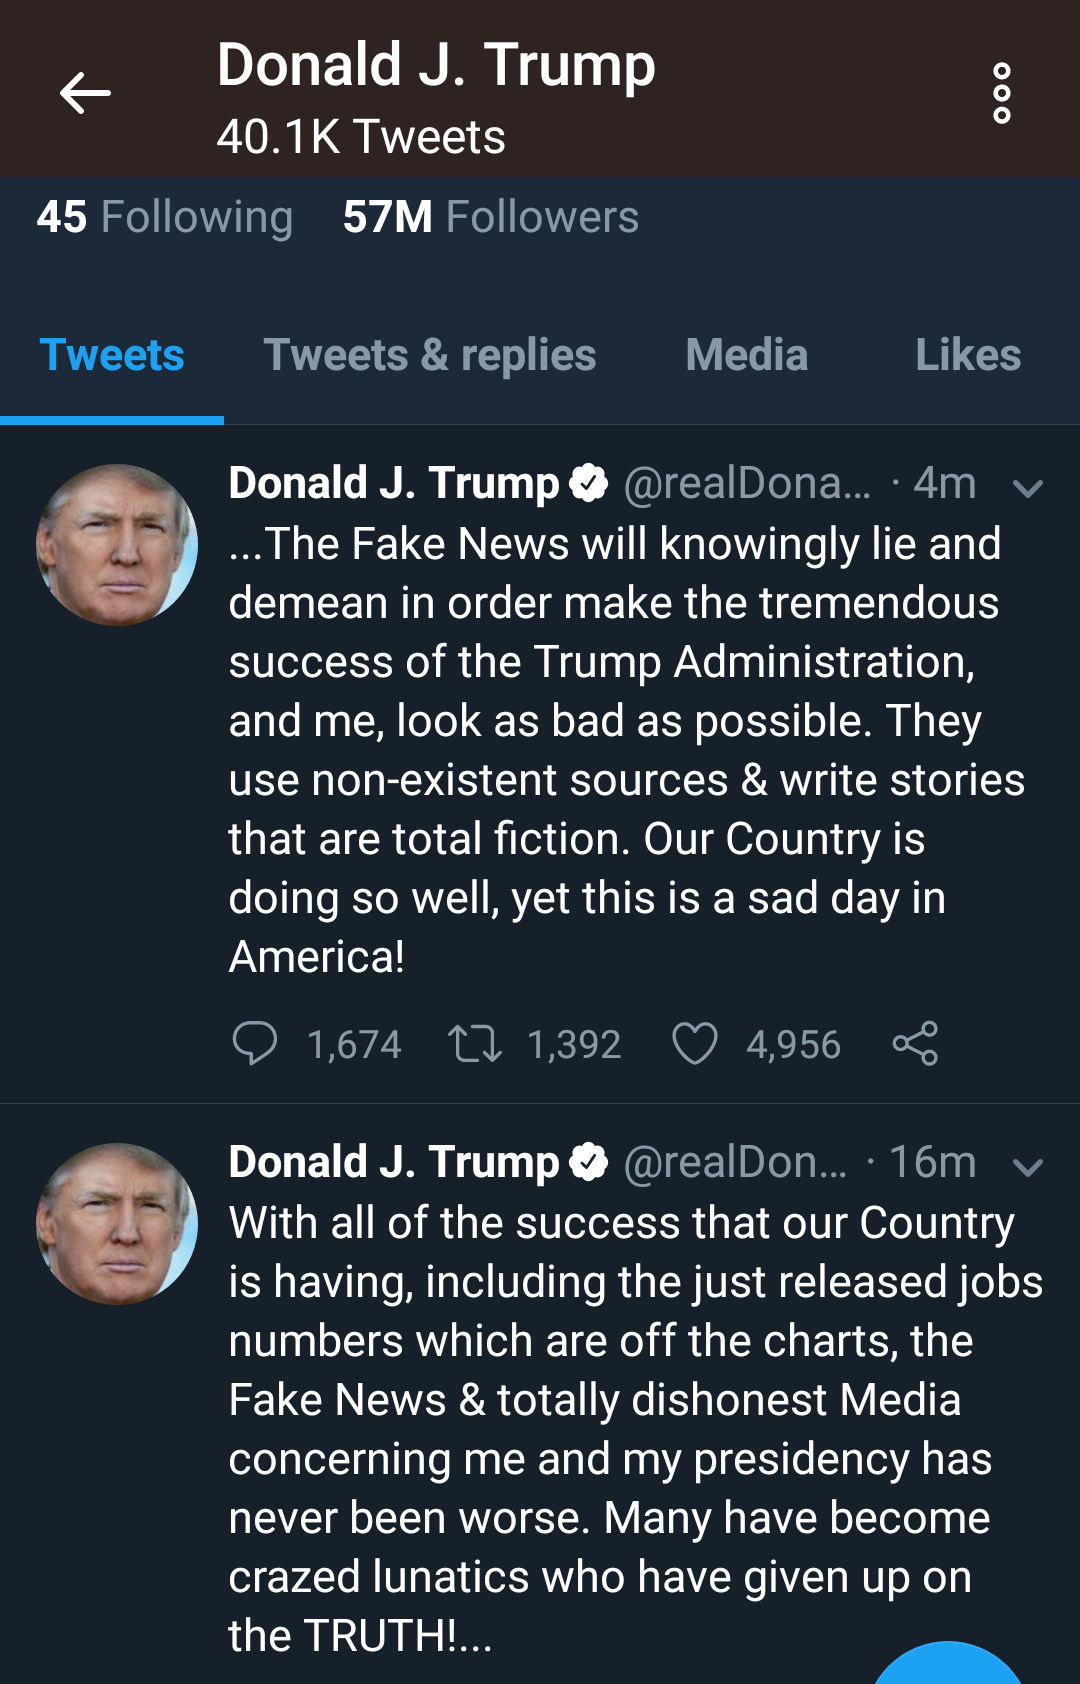 Donald J. Trump
40.1K Tweets
45 Following 57M Followers
Tweets Tweets & replies Media Likes
Donald J. Trump @realDona... · 4m
...The Fake News will knowingly lie and
demean in order make the tremendous
success of the Trump Administration,
and me, look as bad as possible. They
use non-existent sources & write stories
that are total fiction. Our Country is
doing so well, yet this is a sad day in
America!
1,674 1,392 4,956
Donald J. Trump @realDon... · 16m
With all of the success that our Country
is having, including the just released jobs
numbers which are off the charts, the
Fake News & totally dishonest Media
concerning me and my presidency has
never been worse. Many have become
crazed lunatics who have given up on
the TRUTH!...